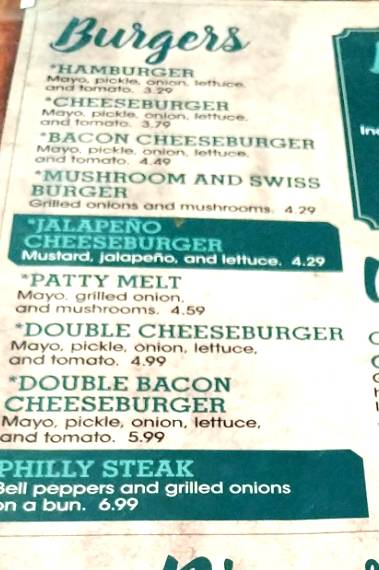 Burgers
*HAMBURGER
Mayo, pickle, onion, lettuce,
and tomato. 3.29
*CHEESEBURGER
Mayo, pickle, onion, lettuce,
and tomato. 3.79
*BACON CHEESEBURGER
Mayo, pickle, onion, lettuce,
and tomato. 4.49
*MUSHROOM AND SWISS
BURGER
Grilled onions and mushrooms. 4.29
*JALAPEÑO
CHEESEBURGER
Mustard, jalapeño, and lettuce. 4.29
*PATTY MELT
Mayo, grilled onion,
and mushrooms. 4.59
*DOUBLE CHEESEBURGER
Mayo, pickle, onion, lettuce,
and tomato. 4.99
*DOUBLE BACON
CHEESEBURGER
Mayo, pickle, onion, lettuce,
and tomato. 5.99
PHILLY STEAK
Bell peppers and grilled onions
on a bun. 6.99